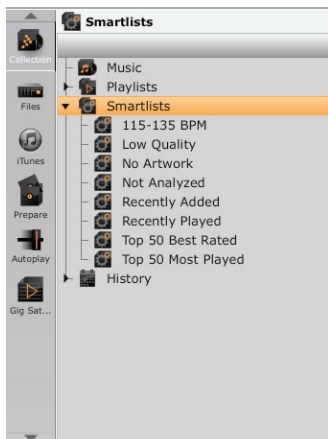 Smartlists
Collection
Files
iTunes
Prepare
Autoplay
Gig Sat...
Music
Playlists
Smartlists
115-135 BPM
Low Quality
No Artwork
Not Analyzed
Recently Added
Recently Played
Top 50 Best Rated
Top 50 Most Played
History